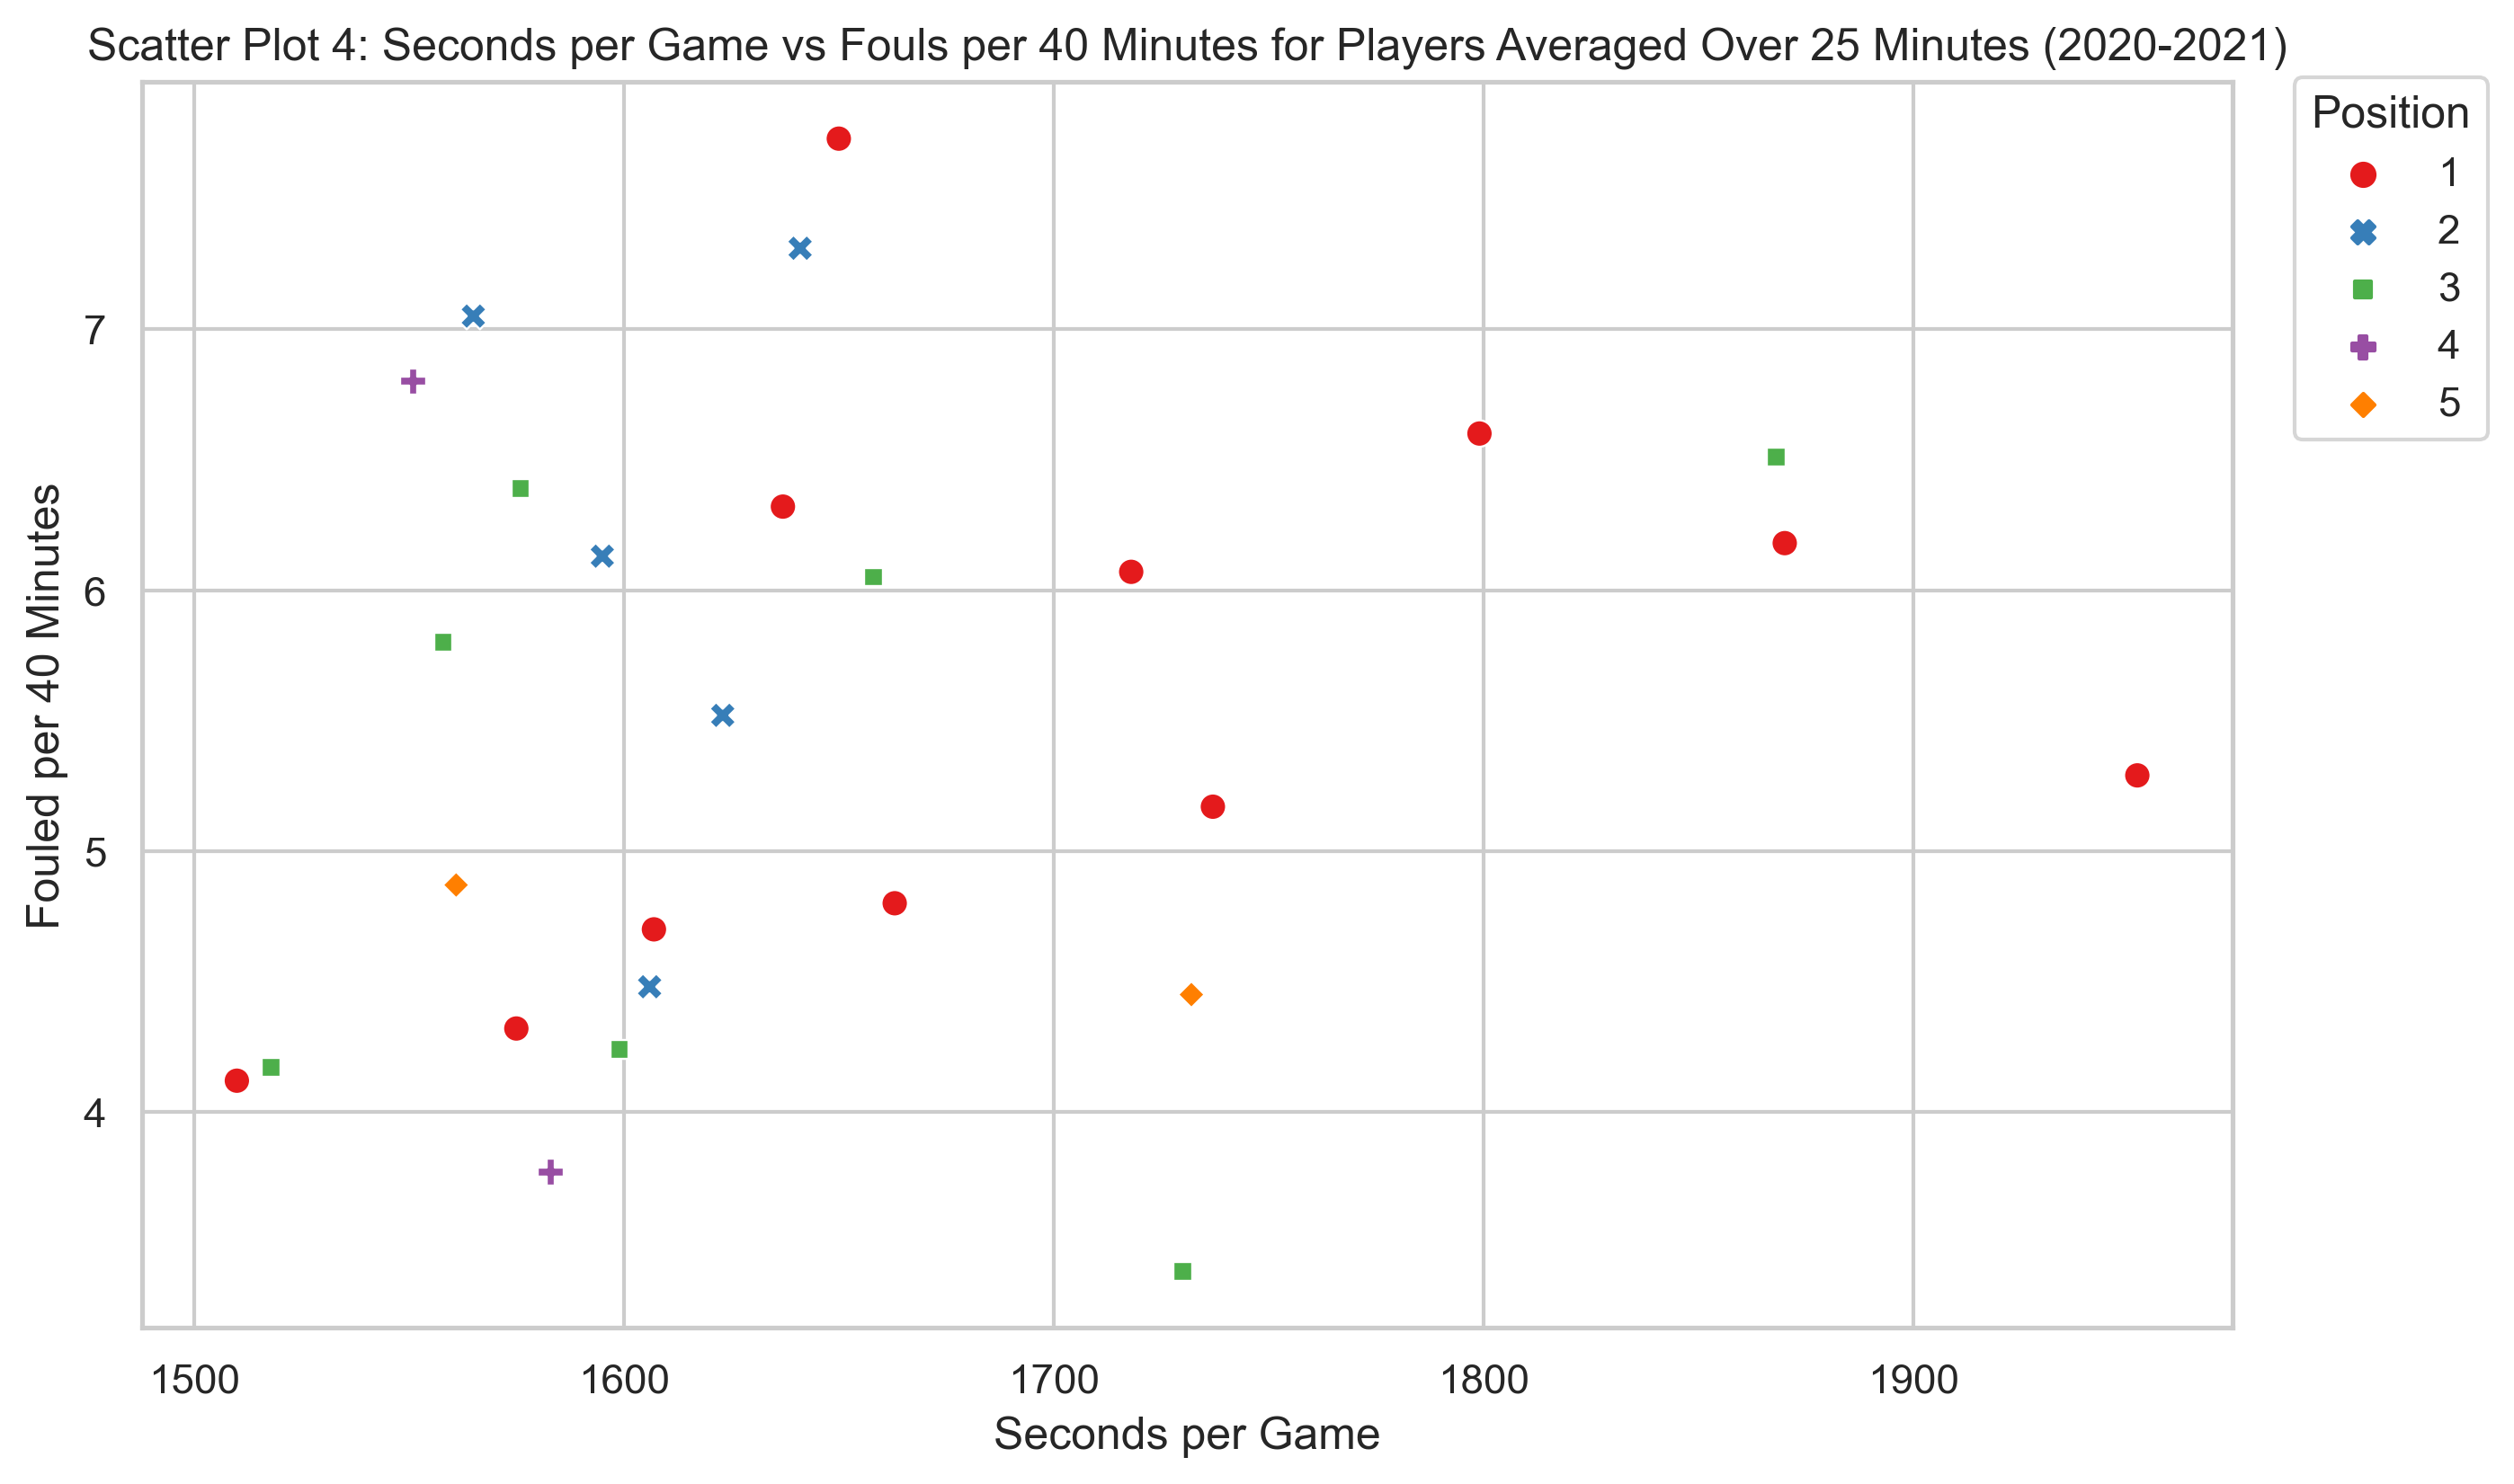 Scatter Plot 4: Seconds per Game vs Fouls per 40 Minutes for Players Averaged Over 25 Minutes (2020-2021)
Position
1
2
3
4
5
Fouled per 40 Minutes
7
6
5
4
1500 1600 1700 1800 1900
Seconds per Game